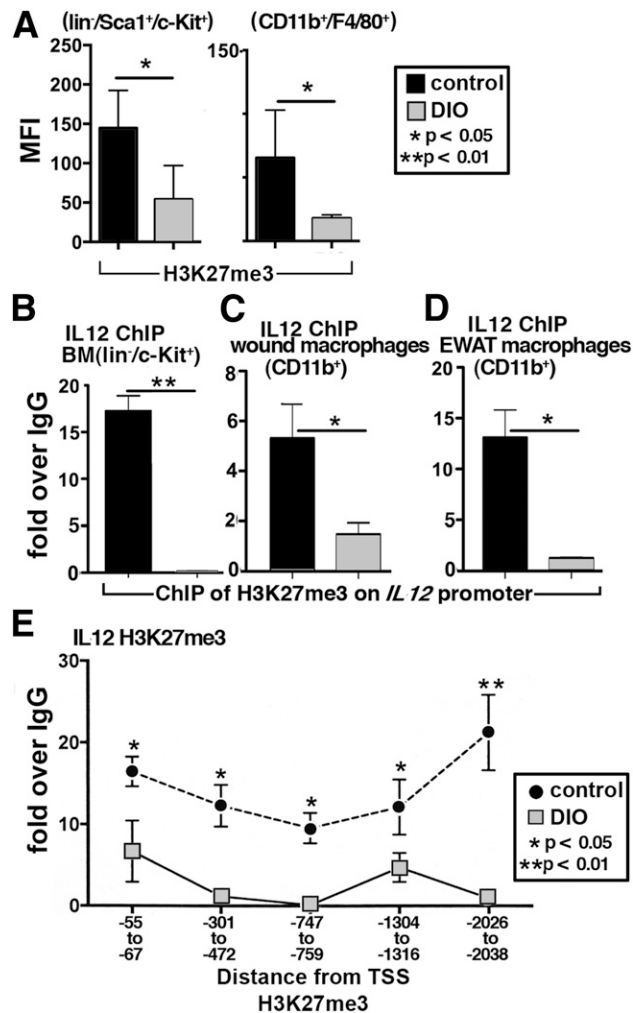 A
(lin⁻/Sca1⁺/c-Kit⁺)
(CD11b⁺/F4/80⁺)
250
200
150
100
50
0
MFI
*
150
*
control
DIO
* p < 0.05
**p < 0.01
H3K27me3
B
IL12 ChIP
BM(lin⁻/c-Kit⁺)
20
15
10
5
0
fold over IgG
**
C
IL12 ChIP
wound macrophages
(CD11b⁺)
8
6
4
2
0
*
D
IL12 ChIP
EWAT macrophages
(CD11b⁺)
20
15
10
5
0
*
ChIP of H3K27me3 on IL12 promoter
E
IL12 H3K27me3
30
20
10
0
fold over IgG
*
*
*
*
**
control
DIO
* p < 0.05
**p < 0.01
-55
to
-67
-301
to
-472
-747
to
-759
-1304
to
-1316
-2026
to
-2038
Distance from TSS
H3K27me3